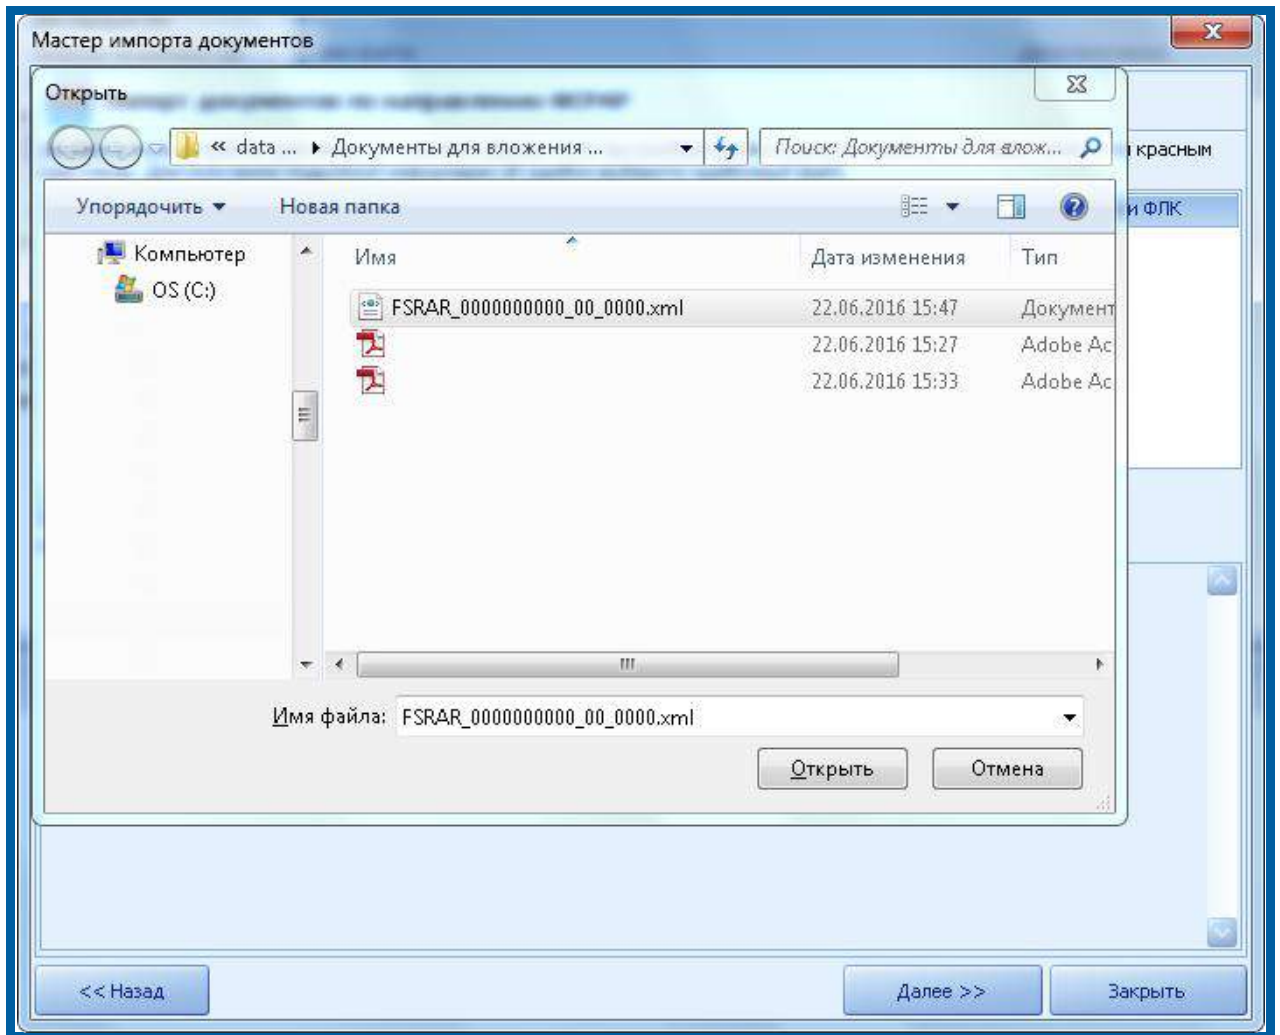 Мастер импорта документов
Открыть
« data ... Документы для вложения ...
Поиск: Документы для влож...
красным
Упорядочить
Новая папка
и ФЛК
Компьютер
OS (C:)
Имя
Дата изменения
Тип
FSRAR_0000000000_00_0000.xml
22.06.2016 15:47
Документ
22.06.2016 15:27
Adobe Ac
22.06.2016 15:33
Adobe Ac
Имя файла: FSRAR_0000000000_00_0000.xml
Открыть
Отмена
<< Назад
Далее >>
Закрыть